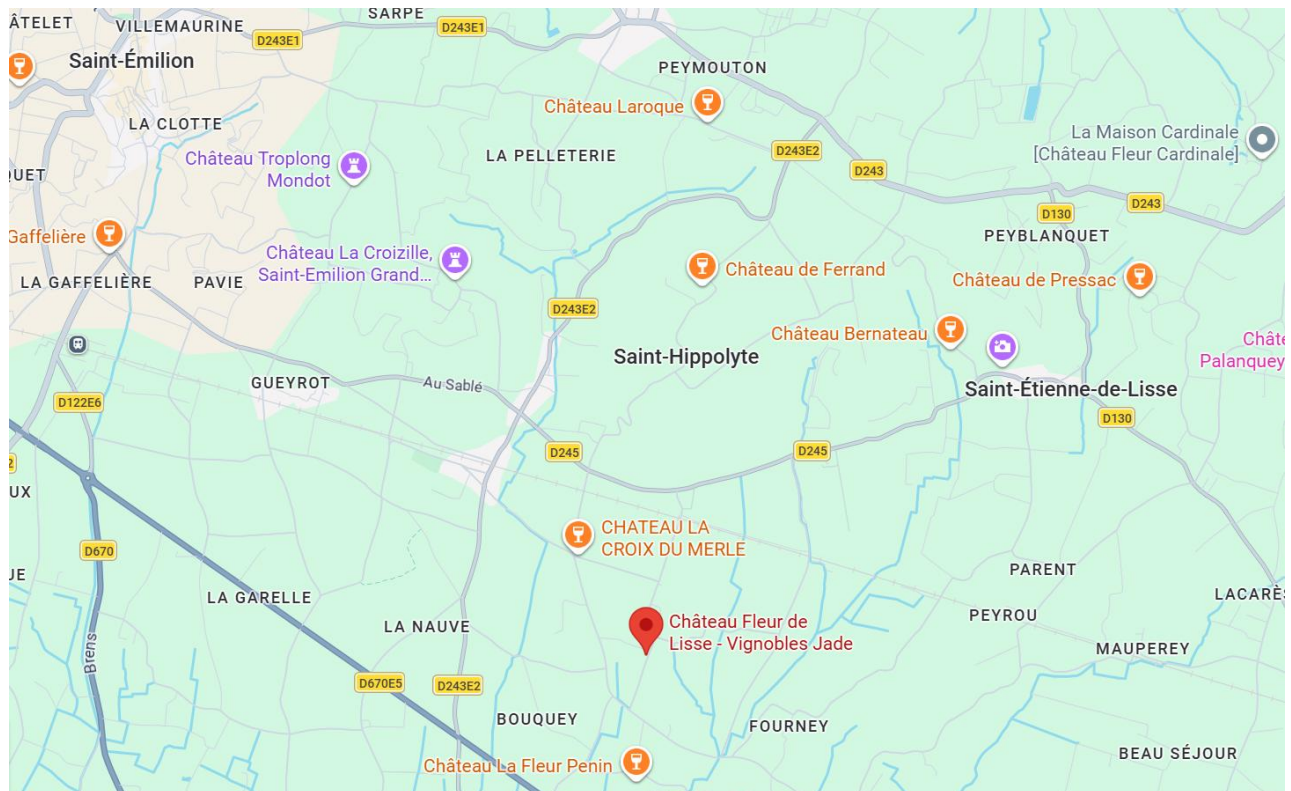 SARPE
ÂTELET
VILLEMAURINE
D243E1
D243E1
Saint-Émilion
PEYMOUTON
Château Laroque
LA CLOTTE
La Maison Cardinale
[Château Fleur Cardinale]
Château Troplong
Mondot
LA PELLETERIE
D243E2
D243
QUET
D243
D130
Gaffelière
PEYBLANQUET
Château La Croizille,
Saint-Emilion Grand...
Château de Ferrand
LA GAFFELIÈRE
PAVIE
Château de Pressac
D243E2
Château Bernateau
Chât
Palanquey
Saint-Hippolyte
GUEYROT
Au Sablé
Saint-Étienne-de-Lisse
D122E6
D130
D245
D245
2
UX
CHATEAU LA
CROIX DU MERLE
D670
JE
PARENT
LA GARELLE
LACARÈ
PEYROU
LA NAUVE
Château Fleur de
Lisse - Vignobles Jade
Brens
MAUPEREY
D670E5
D243E2
BOUQUEY
FOURNEY
BEAU SÉJOUR
Château La Fleur Penin